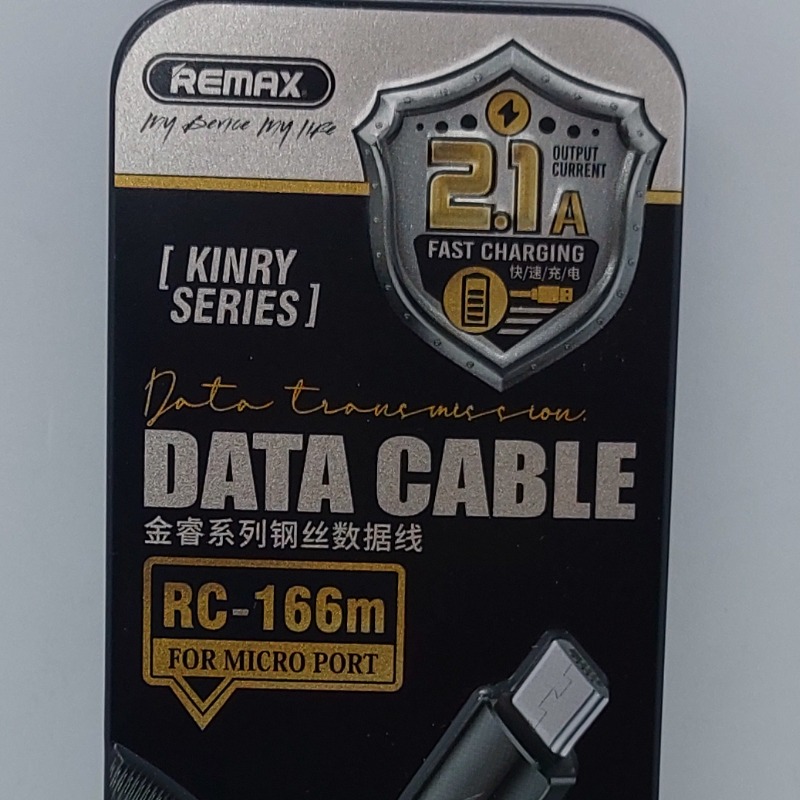 REMAX
My Device My life
2.1A
OUTPUT
CURRENT
FAST CHARGING
快/速/充/电
[ KINRY
SERIES ]
Data transmission.
DATA CABLE
金睿系列钢丝数据线
RC-166m
FOR MICRO PORT